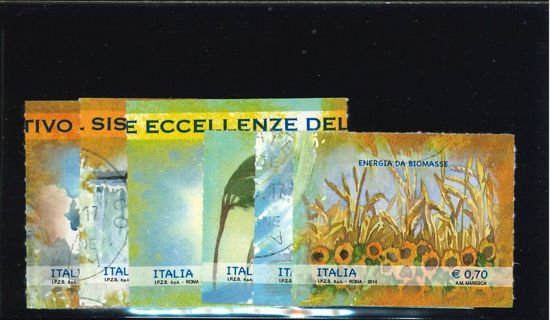 TIVO - SIS E ECCELLENZE DEL
ENERGIA DA BIOMASSE
ITALIA ITALIA ITALIA ITALIA ITALIA ITALIA € 0,70
I.P.Z.S. S.p.A. I.P.Z.S. S.p.A. I.P.Z.S. S.p.A. - ROMA I.P.Z.S. S.p.A. I.P.Z.S. S.p.A. I.P.Z.S. S.p.A. - ROMA - 2014 A.M. MARESCA